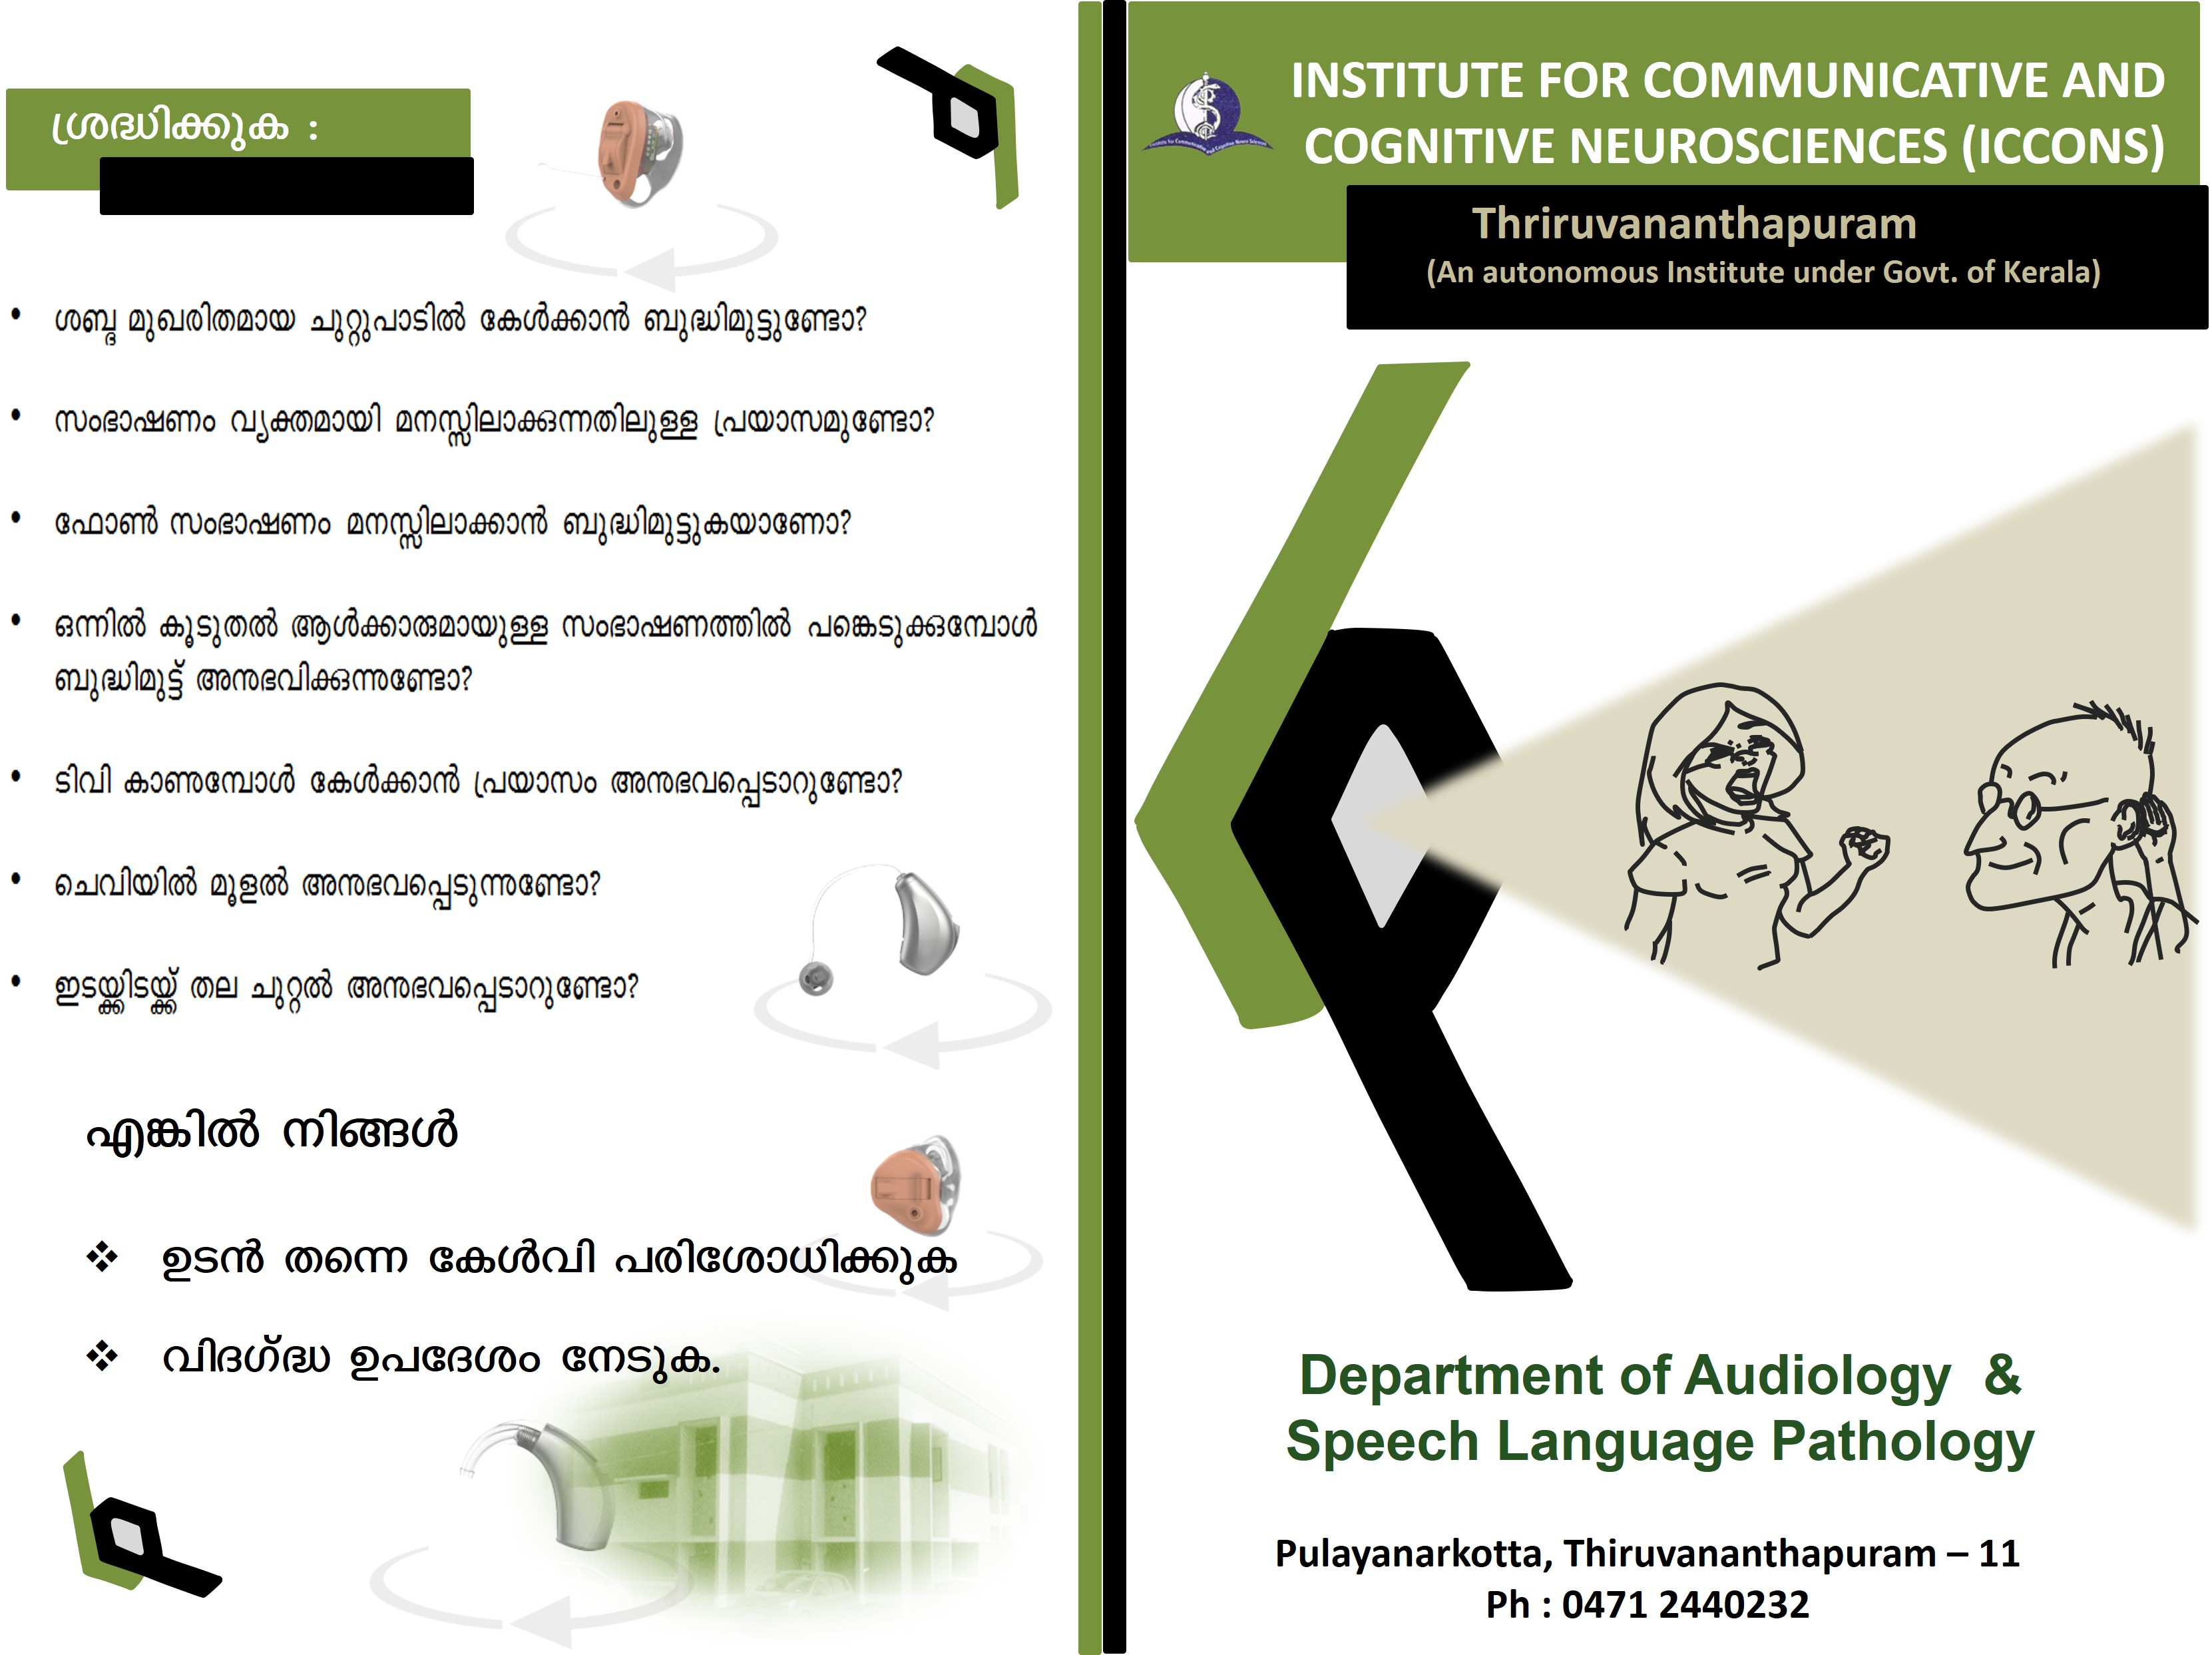 ശ്രദ്ധിക്കുക :
• ശബ്ദ മുഖരിതമായ ചുറ്റുപാടിൽ കേൾക്കാൻ ബുദ്ധിമുട്ടുണ്ടോ?
• സംഭാഷണം വ്യക്തമായി മനസ്സിലാക്കുന്നതിലുള്ള പ്രയാസമുണ്ടോ?
• ഫോൺ സംഭാഷണം മനസ്സിലാക്കാൻ ബുദ്ധിമുട്ടുകയാണോ?
• ഒന്നിൽ കൂടുതൽ ആൾക്കാരുമായുള്ള സംഭാഷണത്തിൽ പങ്കെടുക്കുമ്പോൾ
ബുദ്ധിമുട്ട് അനുഭവിക്കുന്നുണ്ടോ?
• ടിവി കാണുമ്പോൾ കേൾക്കാൻ പ്രയാസം അനുഭവപ്പെടാറുണ്ടോ?
• ചെവിയിൽ മൂളൽ അനുഭവപ്പെടുന്നുണ്ടോ?
• ഇടയ്ക്കിടയ്ക്ക് തല ചുറ്റൽ അനുഭവപ്പെടാറുണ്ടോ?
എങ്കിൽ നിങ്ങൾ
❖ ഉടൻ തന്നെ കേൾവി പരിശോധിക്കുക
❖ വിദഗ്ദ്ധ ഉപദേശം നേടുക.
INSTITUTE FOR COMMUNICATIVE AND
COGNITIVE NEUROSCIENCES (ICCONS)
Thriruvananthapuram
(An autonomous Institute under Govt. of Kerala)
Department of Audiology &
Speech Language Pathology
Pulayanarkotta, Thiruvananthapuram – 11
Ph : 0471 2440232